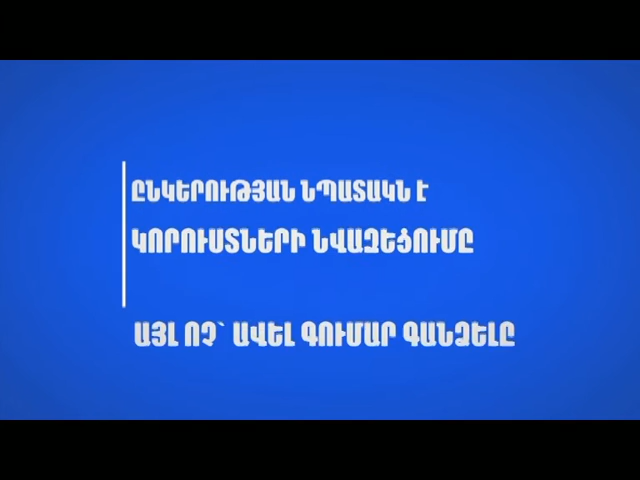 ԸՆԿԵՐՈՒԹՅԱՆ ՆՊԱՏԱԿՆ Է
ԿՈՐՈՒՍՏՆԵՐԻ ՆՎԱԶԵՑՈՒՄԸ
ԱՅԼ ՈՉ՝ ԱՎԵԼ ԳՈՒՄԱՐ ԳԱՆՁԵԼԸ